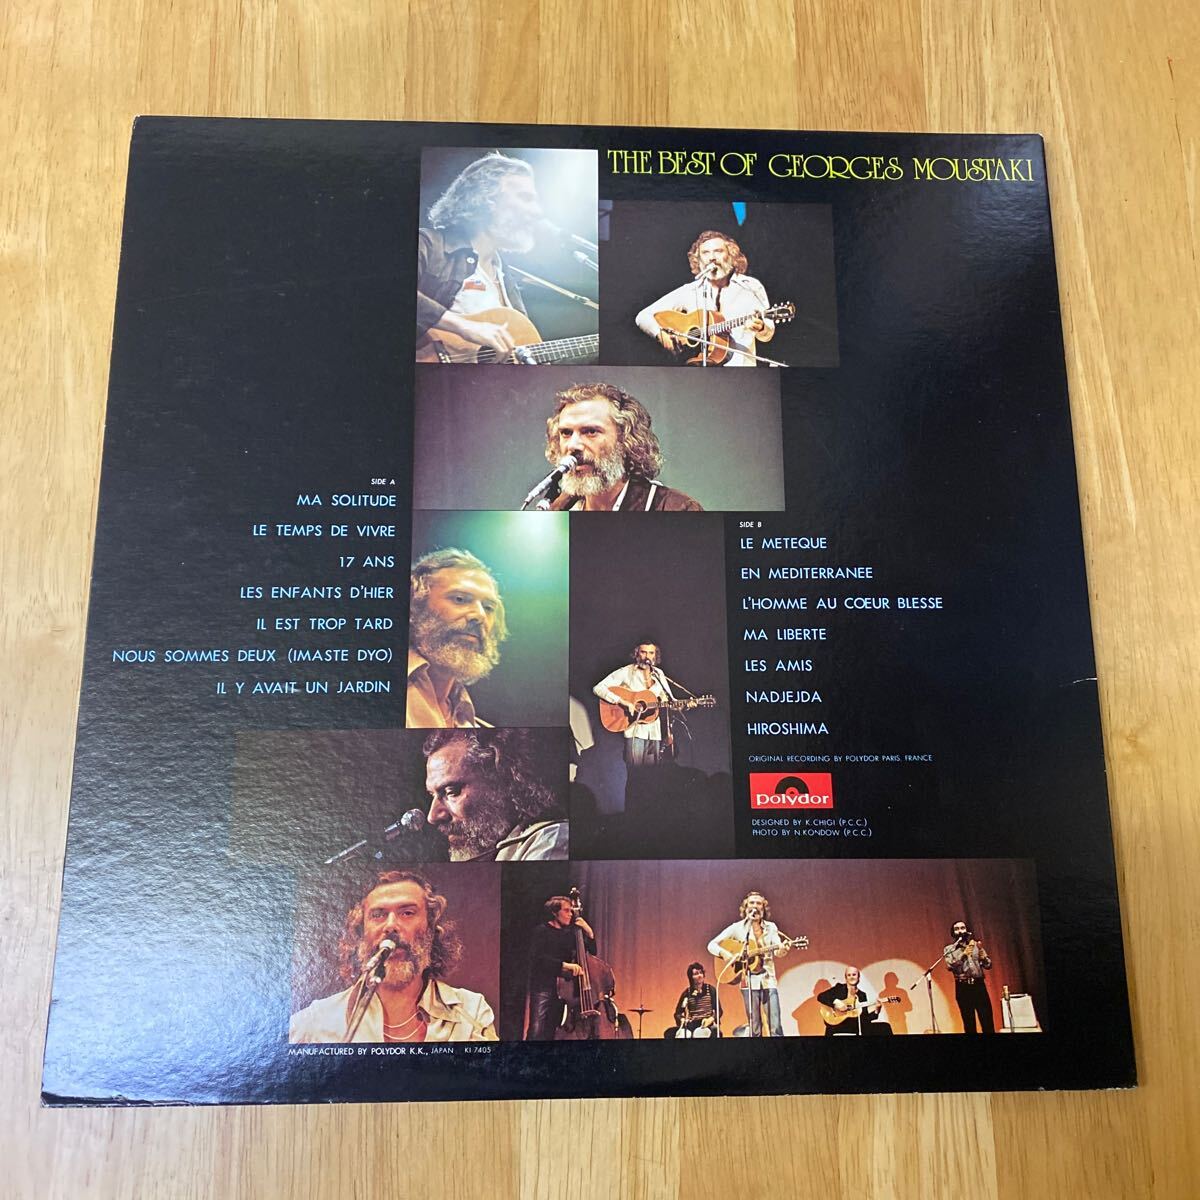 THE BEST OF GEORGES MOUSTAKI
SIDE A
MA SOLITUDE
LE TEMPS DE VIVRE
17 ANS
LES ENFANTS D'HIER
IL EST TROP TARD
NOUS SOMMES DEUX (IMASTE DYO)
IL Y AVAIT UN JARDIN
SIDE B
LE METEQUE
EN MEDITERRANEE
L'HOMME AU CŒUR BLESSE
MA LIBERTE
LES AMIS
NADJEJDA
HIROSHIMA
ORIGINAL RECORDING BY POLYDOR PARIS, FRANCE
polydor
DESIGNED BY K.CHIGI (P.C.C.)
PHOTO BY N.KONDOW (P.C.C.)
MANUFACTURED BY POLYDOR K.K., JAPAN KI 7405